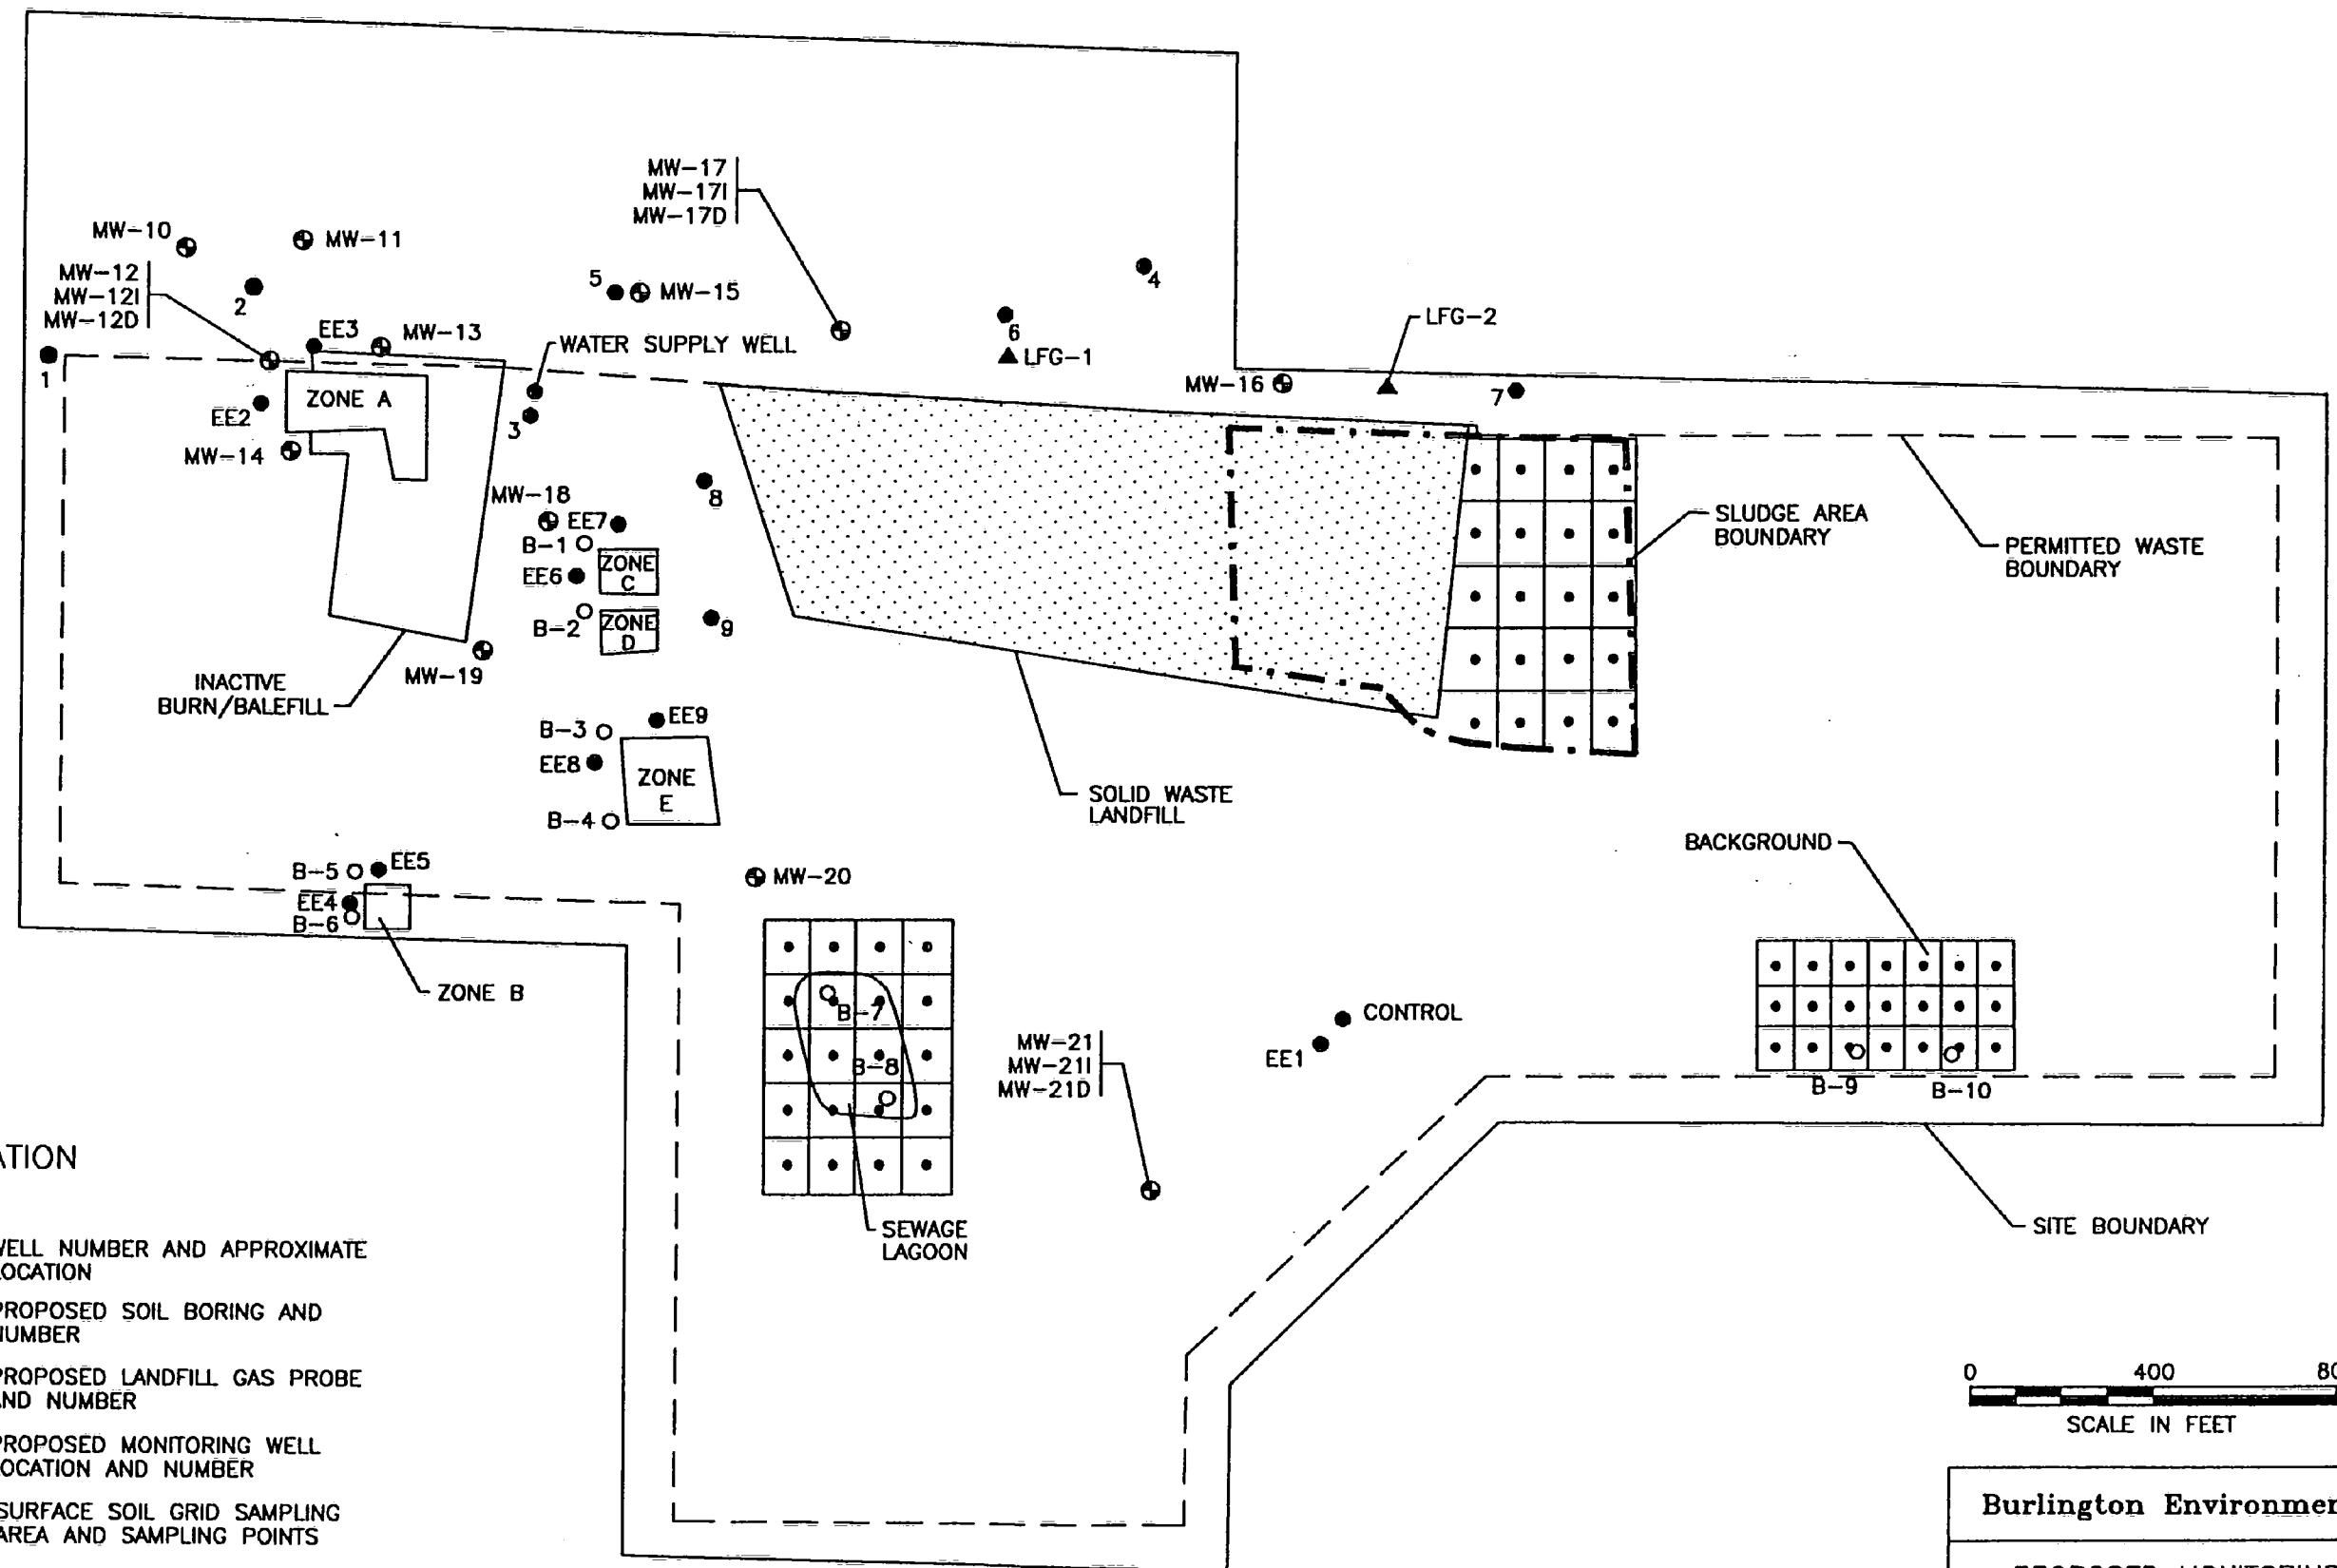 MW-17
MW-17I
MW-17D
MW-10
MW-11
MW-12
MW-12I
MW-12D
2
5
MW-15
4
6
LFG-1
LFG-2
EE3
MW-13
WATER SUPPLY WELL
1
ZONE A
EE2
3
MW-14
MW-16
7
MW-18
EE7
8
B-1
EE6
ZONE
C
B-2
ZONE
D
9
SLUDGE AREA
BOUNDARY
PERMITTED WASTE
BOUNDARY
MW-19
INACTIVE
BURN/BALEFILL
B-3
EE9
EE8
ZONE
E
B-4
SOLID WASTE
LANDFILL
BACKGROUND
B-5
EE5
EE4
B-6
MW-20
ZONE B
B-7
B-8
CONTROL
EE1
MW-21
MW-21I
MW-21D
B-9
B-10
SEWAGE
LAGOON
SITE BOUNDARY
ATION
WELL NUMBER AND APPROXIMATE
LOCATION
PROPOSED SOIL BORING AND
NUMBER
PROPOSED LANDFILL GAS PROBE
AND NUMBER
PROPOSED MONITORING WELL
LOCATION AND NUMBER
SURFACE SOIL GRID SAMPLING
AREA AND SAMPLING POINTS
0 400 80
SCALE IN FEET
Burlington Environmen
PROPOSED MONITORING